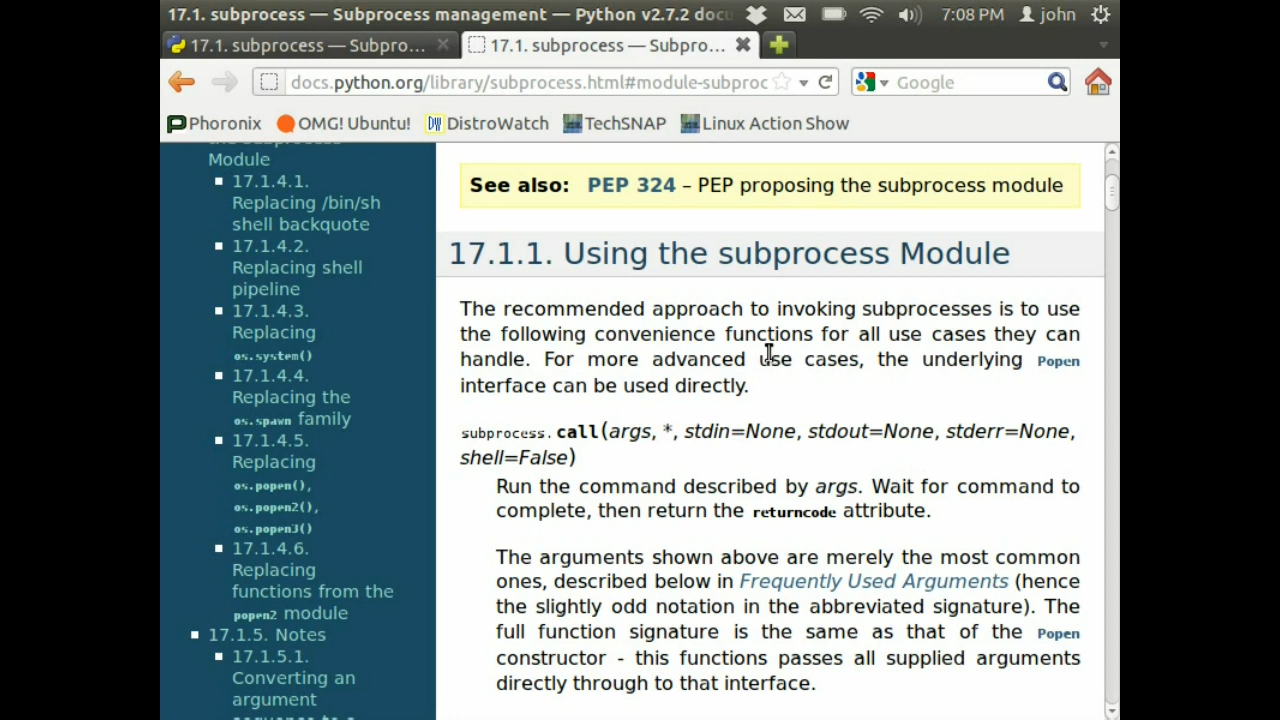 17.1. subprocess — Subprocess management — Python v2.7.2 docu
7:08 PM john
17.1. subprocess — Subpro...
17.1. subprocess — Subpro...
docs.python.org/library/subprocess.html#module-subproc
Google
Phoronix
OMG! Ubuntu!
DistroWatch
TechSNAP
Linux Action Show
Module
17.1.4.1.
Replacing /bin/sh
shell backquote
17.1.4.2.
Replacing shell
pipeline
17.1.4.3.
Replacing
os.system()
17.1.4.4.
Replacing the
os.spawn family
17.1.4.5.
Replacing
os.popen(),
os.popen2(),
os.popen3()
17.1.4.6.
Replacing
functions from the
popen2 module
17.1.5. Notes
17.1.5.1.
Converting an
argument
See also: PEP 324 – PEP proposing the subprocess module
17.1.1. Using the subprocess Module
The recommended approach to invoking subprocesses is to use
the following convenience functions for all use cases they can
handle. For more advanced use cases, the underlying Popen
interface can be used directly.
subprocess.call(args, *, stdin=None, stdout=None, stderr=None,
shell=False)
Run the command described by args. Wait for command to
complete, then return the returncode attribute.
The arguments shown above are merely the most common
ones, described below in Frequently Used Arguments (hence
the slightly odd notation in the abbreviated signature). The
full function signature is the same as that of the Popen
constructor - this functions passes all supplied arguments
directly through to that interface.